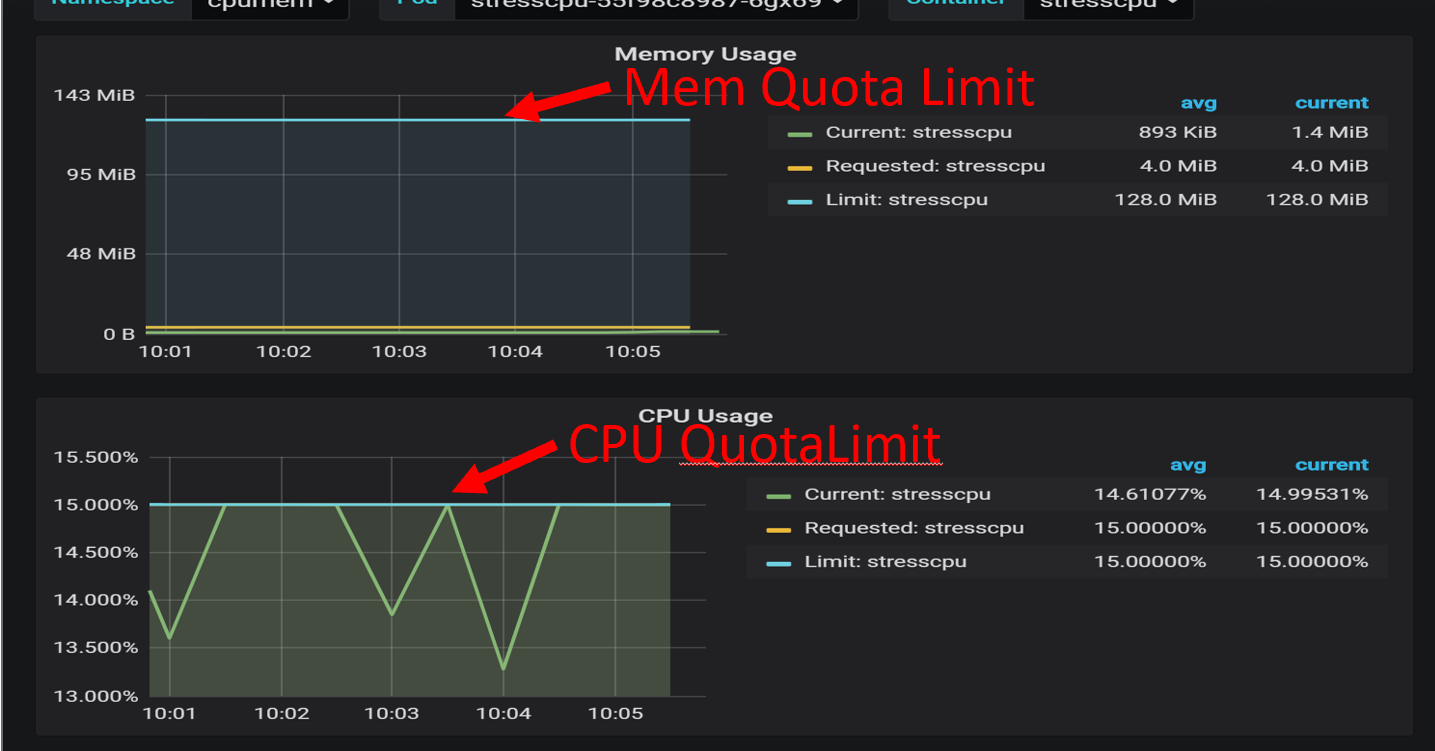 Namespace cpumem Pod stresscpu-55f98c8987-6gx69 Container stresscpu
Memory Usage
Mem Quota Limit
143 MiB
95 MiB
48 MiB
0 B
10:01 10:02 10:03 10:04 10:05
avg current
Current: stresscpu 893 KiB 1.4 MiB
Requested: stresscpu 4.0 MiB 4.0 MiB
Limit: stresscpu 128.0 MiB 128.0 MiB
CPU Usage
CPU QuotaLimit
15.500%
15.000%
14.500%
14.000%
13.500%
13.000%
10:01 10:02 10:03 10:04 10:05
avg current
Current: stresscpu 14.61077% 14.99531%
Requested: stresscpu 15.00000% 15.00000%
Limit: stresscpu 15.00000% 15.00000%